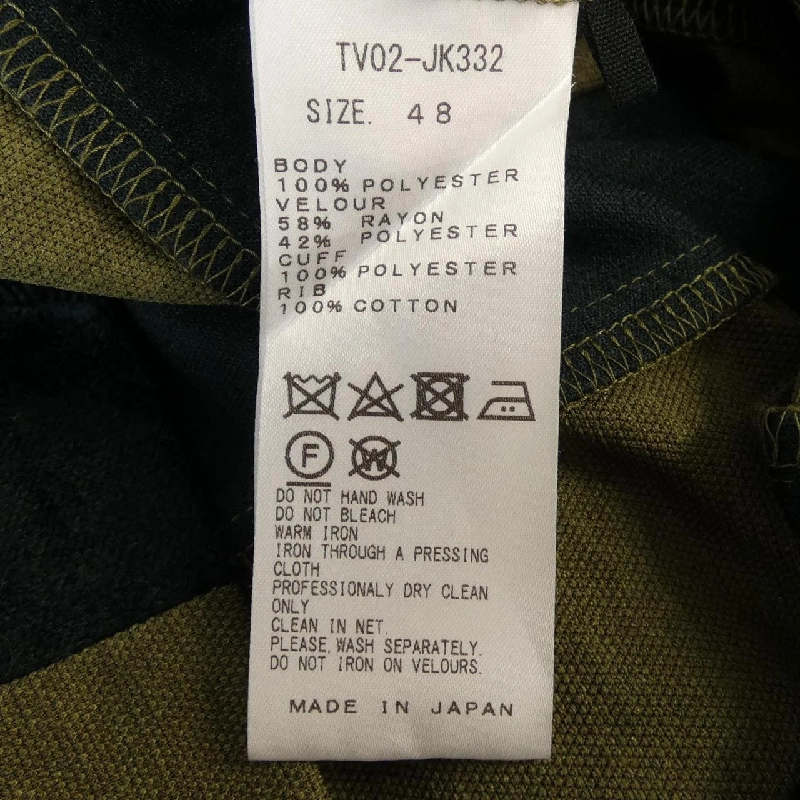 TV02-JK332
SIZE. 48
BODY
100% POLYESTER
VELOUR
58% RAYON
42% POLYESTER
CUFF
100% POLYESTER
RIB
100% COTTON
F W
DO NOT HAND WASH
DO NOT BLEACH
WARM IRON
IRON THROUGH A PRESSING
CLOTH
PROFESSIONALY DRY CLEAN
ONLY
CLEAN IN NET.
PLEASE WASH SEPARATELY.
DO NOT IRON ON VELOURS.
MADE IN JAPAN